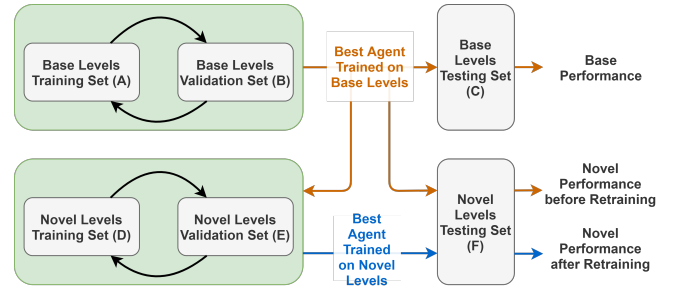 Base Levels
Training Set (A)
Base Levels
Validation Set (B)
Best Agent
Trained on
Base Levels
Base
Levels
Testing Set
(C)
Base
Performance
Novel Levels
Training Set (D)
Novel Levels
Validation Set (E)
Best
Agent
Trained
on Novel
Levels
Novel
Levels
Testing Set
(F)
Novel
Performance
before Retraining
Novel
Performance
after Retraining